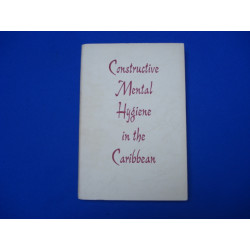 Constructive
Mental
Hygiene
in the
Caribbean